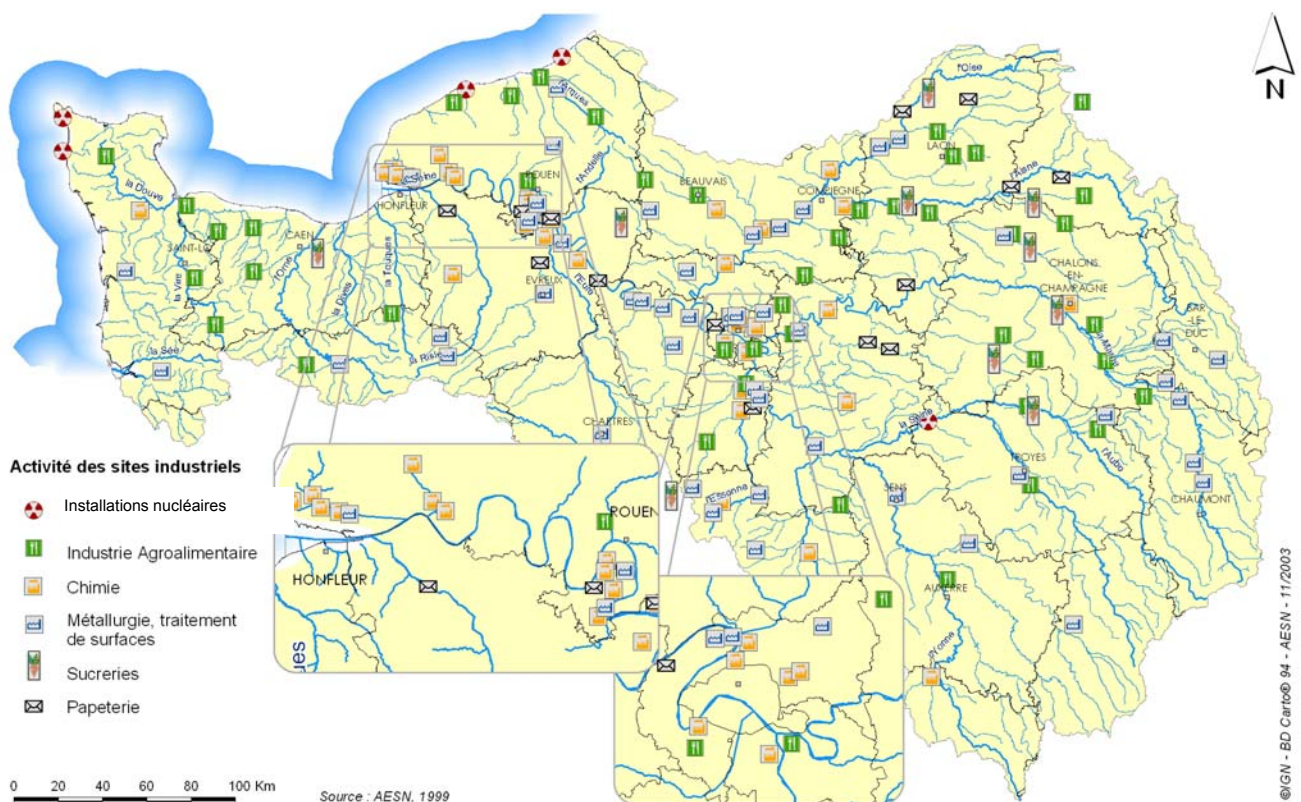 l'Oise
N
l'Arques
LAON
l'Andelle
l'Aisne
ROUEN
BEAUVAIS
la Seine
COMPIEGNE
la Douve
HONFLEUR
CAEN
SAINT-LO
l'Orne
la Touques
la Dives
la Vire
EVREUX
l'Eure
CHALONS
EN
CHAMPAGNE
BAR
LE
DUC
la Marne
la Risle
la Sée
CHARTRES
la Seine
l'Aube
TROYES
l'Essonne
SENS
CHAUMONT
AUXERRE
l'Yonne
Activité des sites industriels
Installations nucléaires
Industrie Agroalimentaire
Chimie
Métallurgie, traitement
de surfaces
Sucreries
Papeterie
ROUEN
HONFLEUR
ues
0 20 40 60 80 100 Km
Source : AESN, 1999
©IGN - BD Carto® 94 - AESN - 11/2003